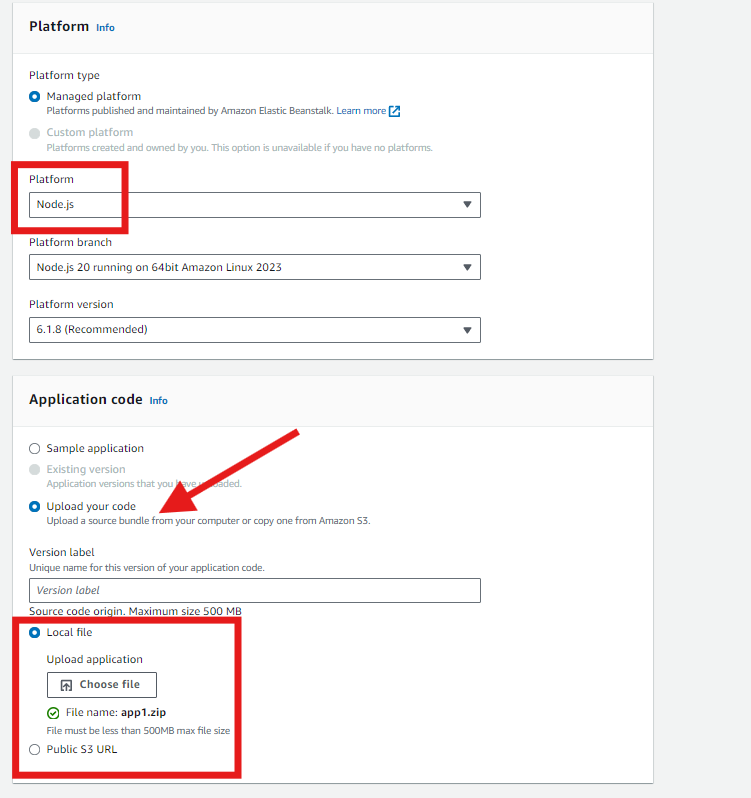 Platform Info
Platform type
Managed platform
Platforms published and maintained by Amazon Elastic Beanstalk. Learn more
Custom platform
Platforms created and owned by you. This option is unavailable if you have no platforms.
Platform
Node.js
Platform branch
Node.js 20 running on 64bit Amazon Linux 2023
Platform version
6.1.8 (Recommended)
Application code Info
Sample application
Existing version
Application versions that you have uploaded.
Upload your code
Upload a source bundle from your computer or copy one from Amazon S3.
Version label
Unique name for this version of your application code.
Version label
Source code origin. Maximum size 500 MB
Local file
Upload application
Choose file
File name: app1.zip
File must be less than 500MB max file size
Public S3 URL